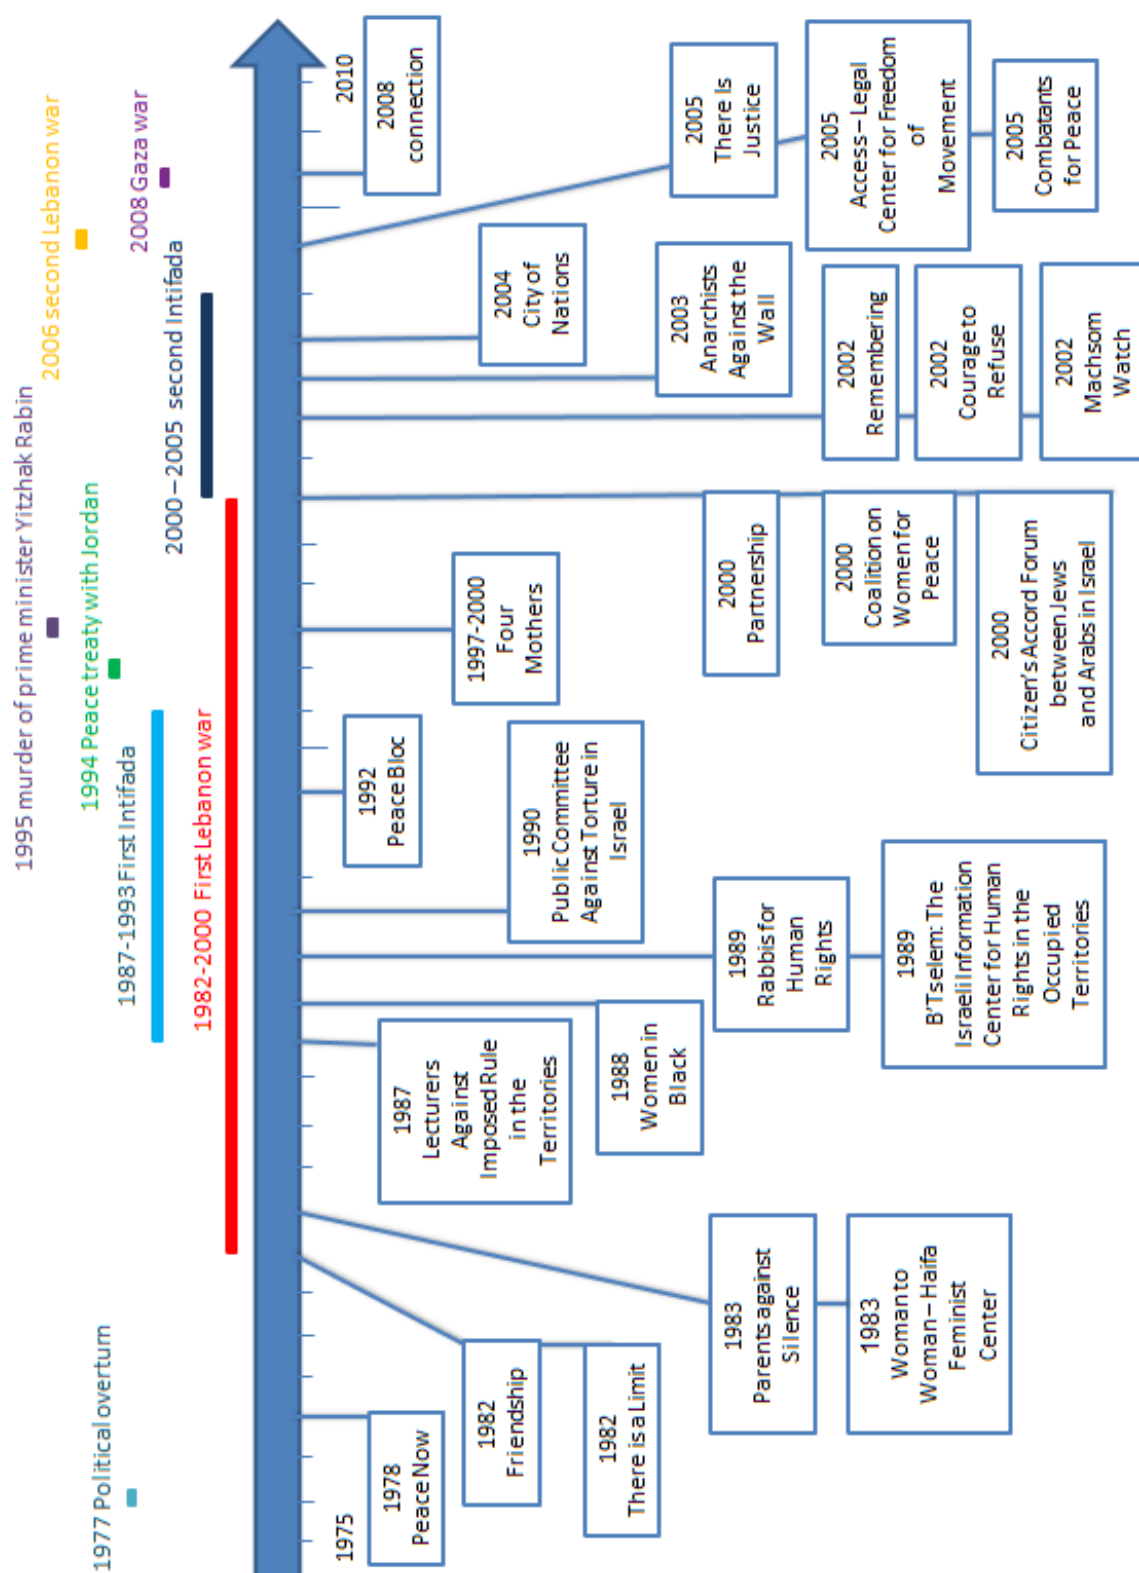 1995 murder of prime minister Yitzhak Rabin
2006 second Lebanon war
1977 Political overturn
1994 Peace treaty with Jordan
1987-1993 First Intifada
2008 Gaza war
2000–2005 second Intifada
1982-2000 First Lebanon war
1975
2010
1978
Peace Now
1982
Friendship
1982
There is a Limit
1983
Parents against
Silence
1983
Woman to
Woman – Haifa
Feminist
Center
1987
Lecturers
Against
Imposed Rule
in the
Territories
1988
Women in
Black
1989
Rabbis for
Human
Rights
1989
B'Tselem: The
Israeli Information
Center for Human
Rights in the
Occupied
Territories
1990
Public Committee
Against Torture in
Israel
1992
Peace Bloc
1997-2000
Four
Mothers
2000
Partnership
2000
Coalition on
Women for
Peace
2000
Citizen's Accord Forum
between Jews
and Arabs in Israel
2002
Remembering
2002
Courage to
Refuse
2002
Machsom
Watch
2003
Anarchists
Against the
Wall
2004
City of
Nations
2005
There Is
Justice
2005
Access – Legal
Center for Freedom
of
Movement
2005
Combatants
for Peace
2008
connection